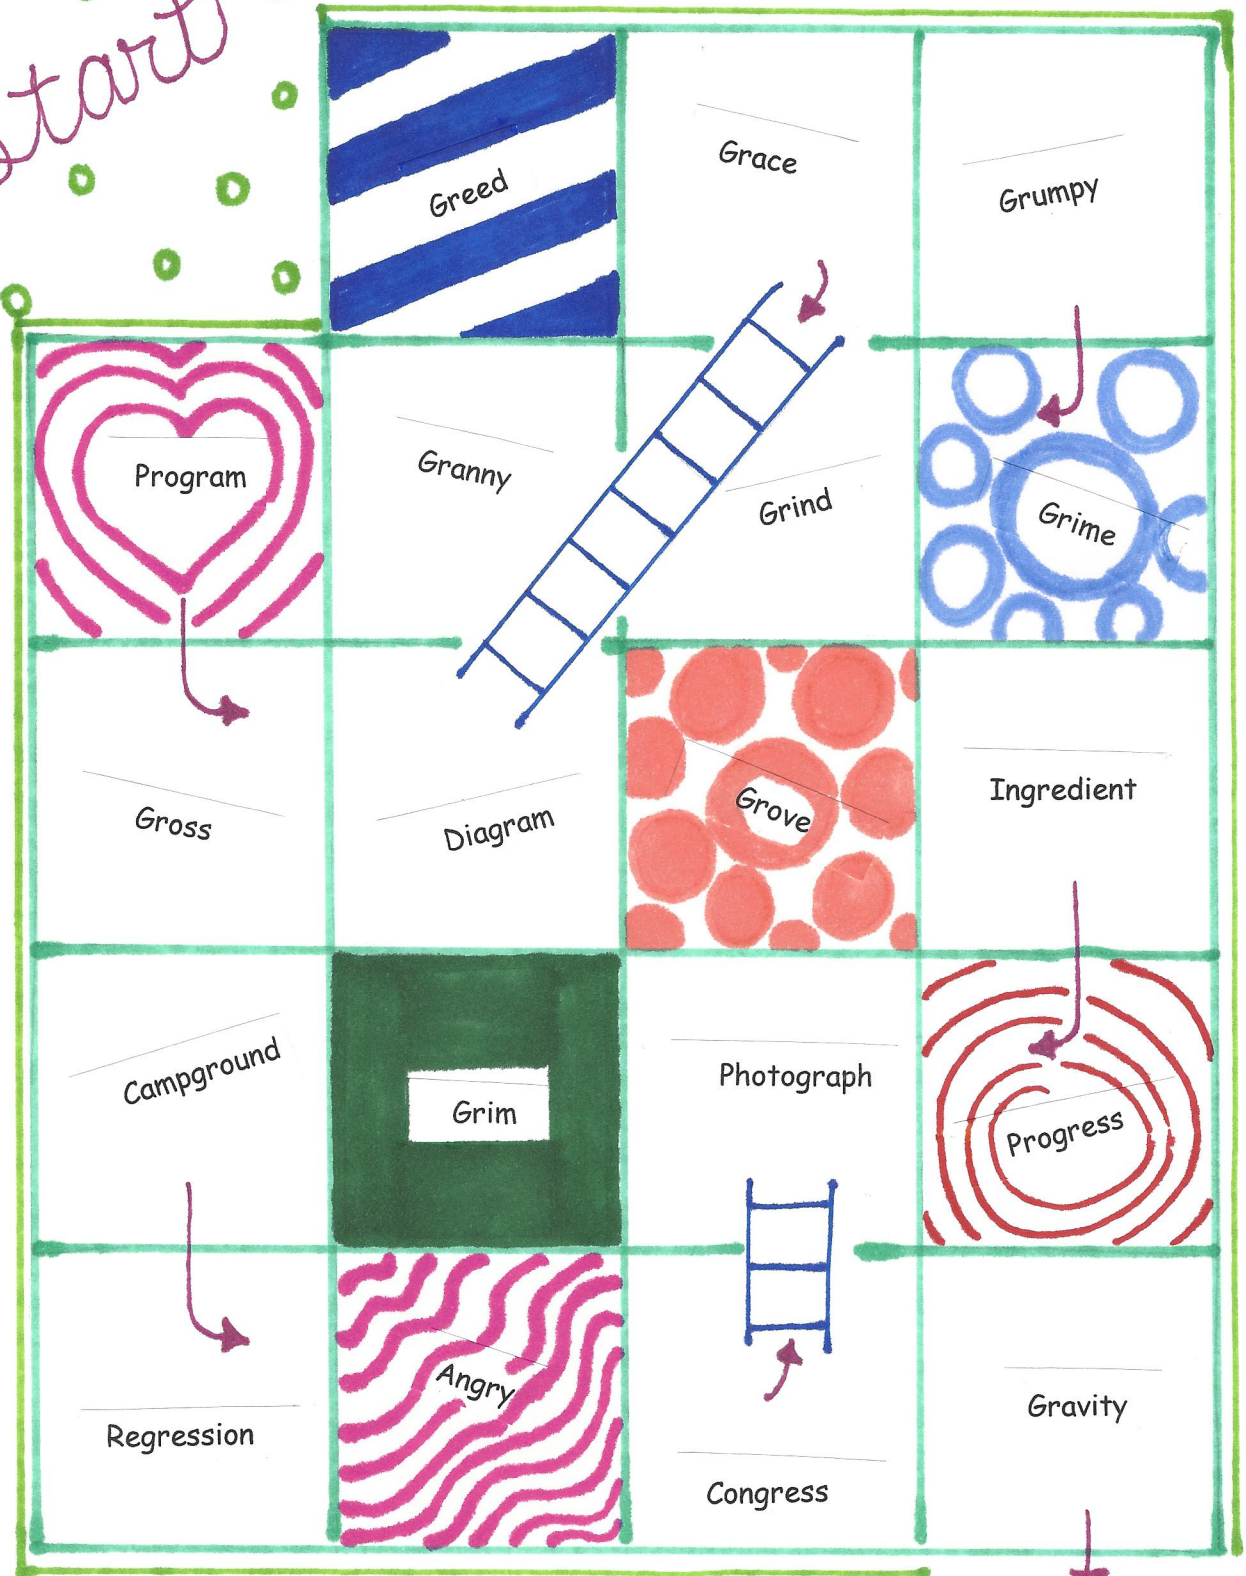 start
Greed
Grace
Grumpy
Program
Granny
Grind
Grime
Gross
Diagram
Grove
Ingredient
Campground
Grim
Photograph
Progress
Regression
Angry
Congress
Gravity